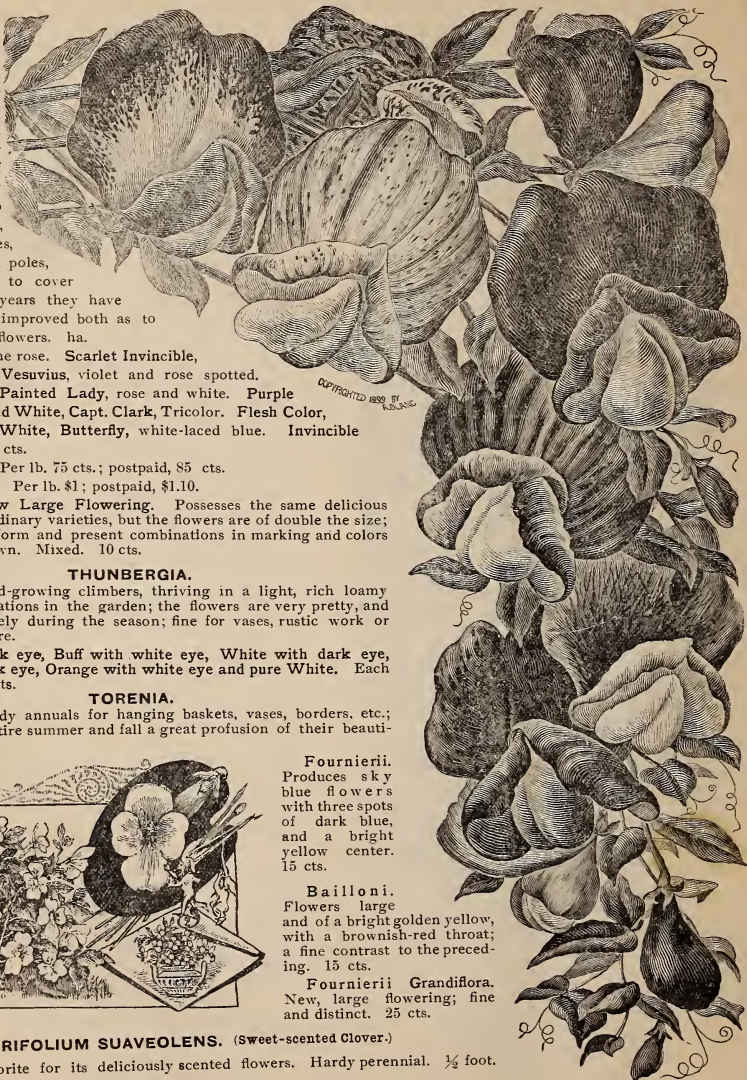 es,
poles,
to cover
years they have
improved both as to
flowers. ha.
ne rose. Scarlet Invincible,
Vesuvius, violet and rose spotted.
Painted Lady, rose and white. Purple
d White, Capt. Clark, Tricolor. Flesh Color,
White, Butterfly, white-laced blue. Invincible
cts.
Per lb. 75 cts.; postpaid, 85 cts.
Per lb. $1; postpaid, $1.10.
w Large Flowering. Possesses the same delicious
dinary varieties, but the flowers are of double the size;
orm and present combinations in marking and colors
vn. Mixed. 10 cts.
COPYRIGHTED 1899 BY
A. BLANC
THUNBERGIA.
d-growing climbers, thriving in a light, rich loamy
ations in the garden; the flowers are very pretty, and
ely during the season; fine for vases, rustic work or
re.
k eye, Buff with white eye, White with dark eye,
k eye, Orange with white eye and pure White. Each
ts.
TORENIA.
dy annuals for hanging baskets, vases, borders, etc.;
tire summer and fall a great profusion of their beauti-
Fournierii.
Produces sky
blue flowers
with three spots
of dark blue,
and a bright
yellow center.
15 cts.
Bailloni.
Flowers large
and of a bright golden yellow,
with a brownish-red throat;
a fine contrast to the preced-
ing. 15 cts.
Fournierii Grandiflora.
New, large flowering; fine
and distinct. 25 cts.
RIFOLIUM SUAVEOLENS. (Sweet-scented Clover.)
orite for its deliciously scented flowers. Hardy perennial. ½ foot.